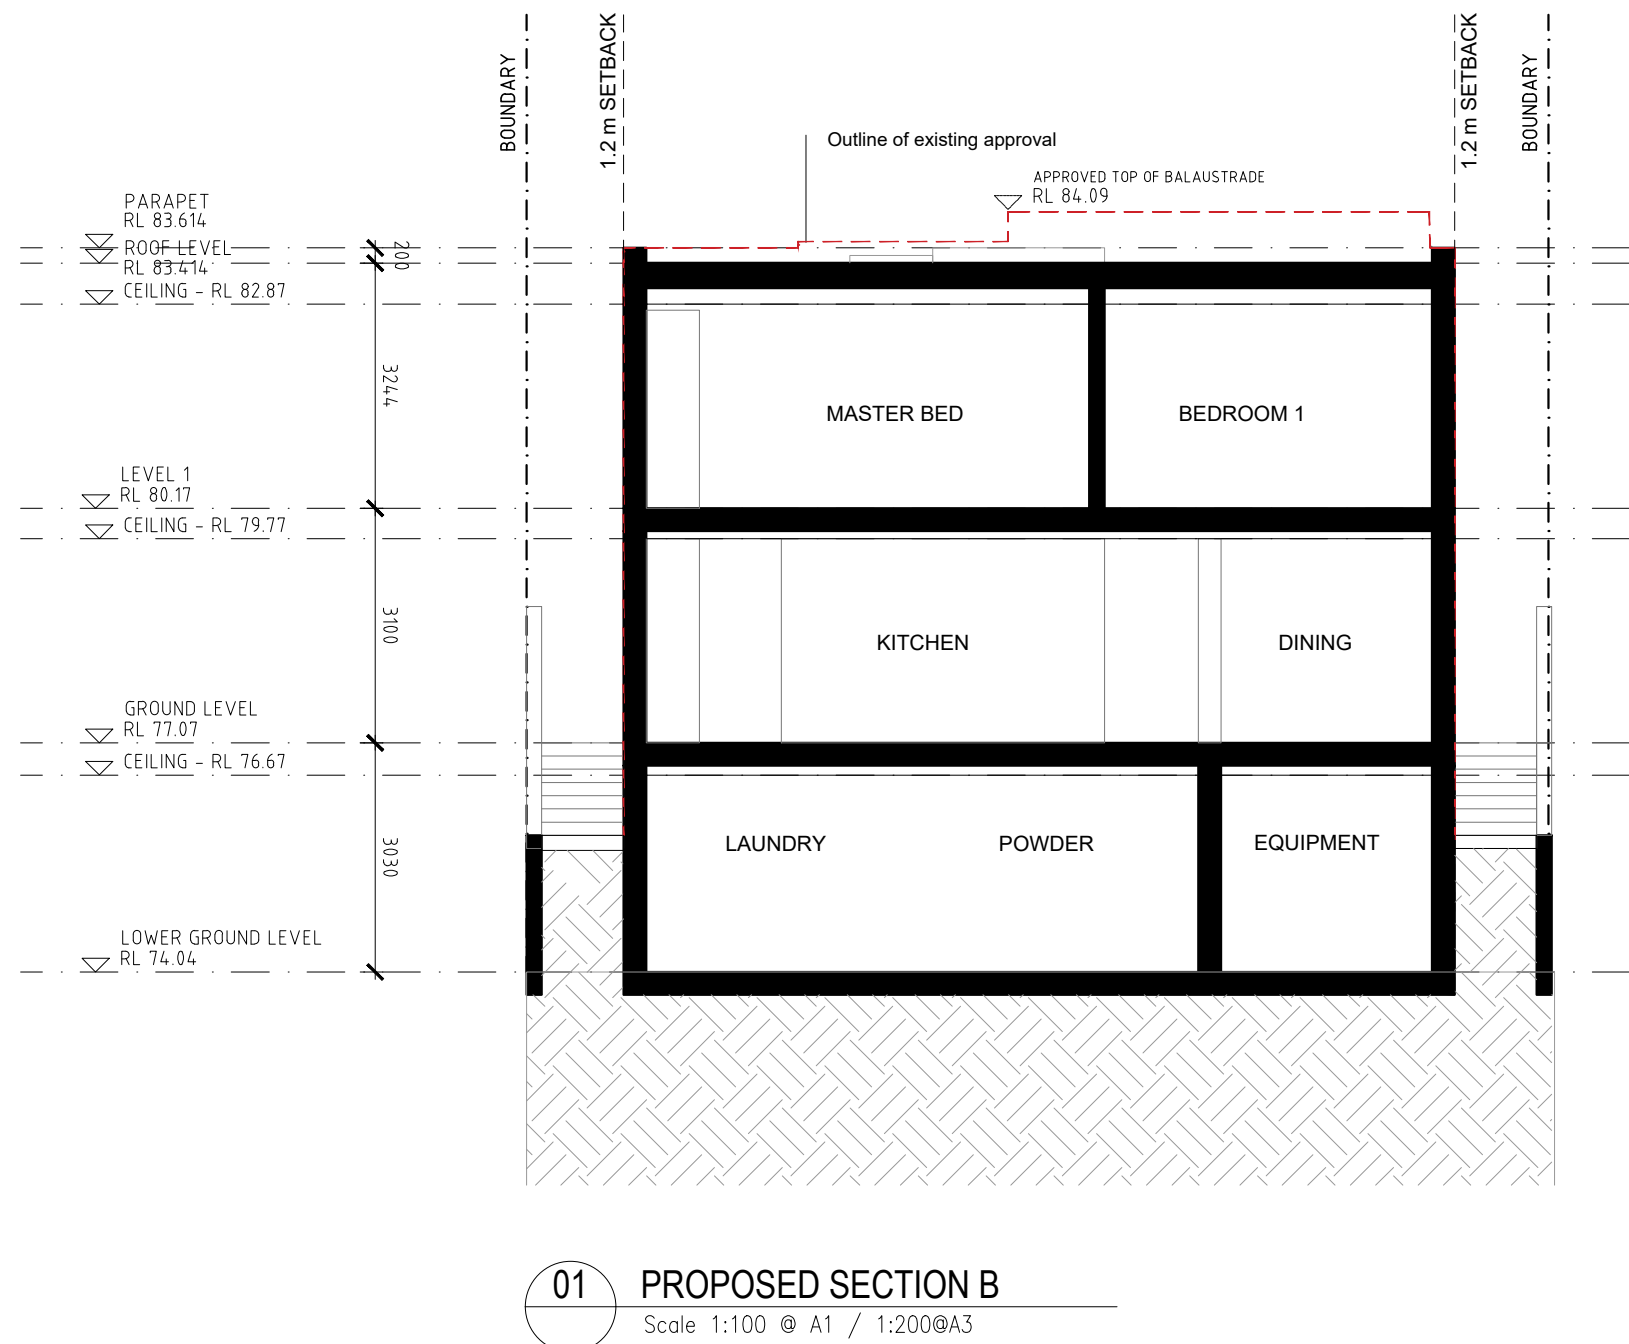 BOUNDARY
1.2 m SETBACK
1.2 m SETBACK
BOUNDARY
Outline of existing approval
APPROVED TOP OF BALAUSTRADE
RL 84.09
PARAPET
RL 83.614
ROOF LEVEL
RL 83.414
CEILING - RL 82.87
200
3244
MASTER BED
BEDROOM 1
LEVEL 1
RL 80.17
CEILING - RL 79.77
3100
KITCHEN
DINING
GROUND LEVEL
RL 77.07
CEILING - RL 76.67
3030
LAUNDRY
POWDER
EQUIPMENT
LOWER GROUND LEVEL
RL 74.04
01
PROPOSED SECTION B
Scale 1:100 @ A1 / 1:200@A3